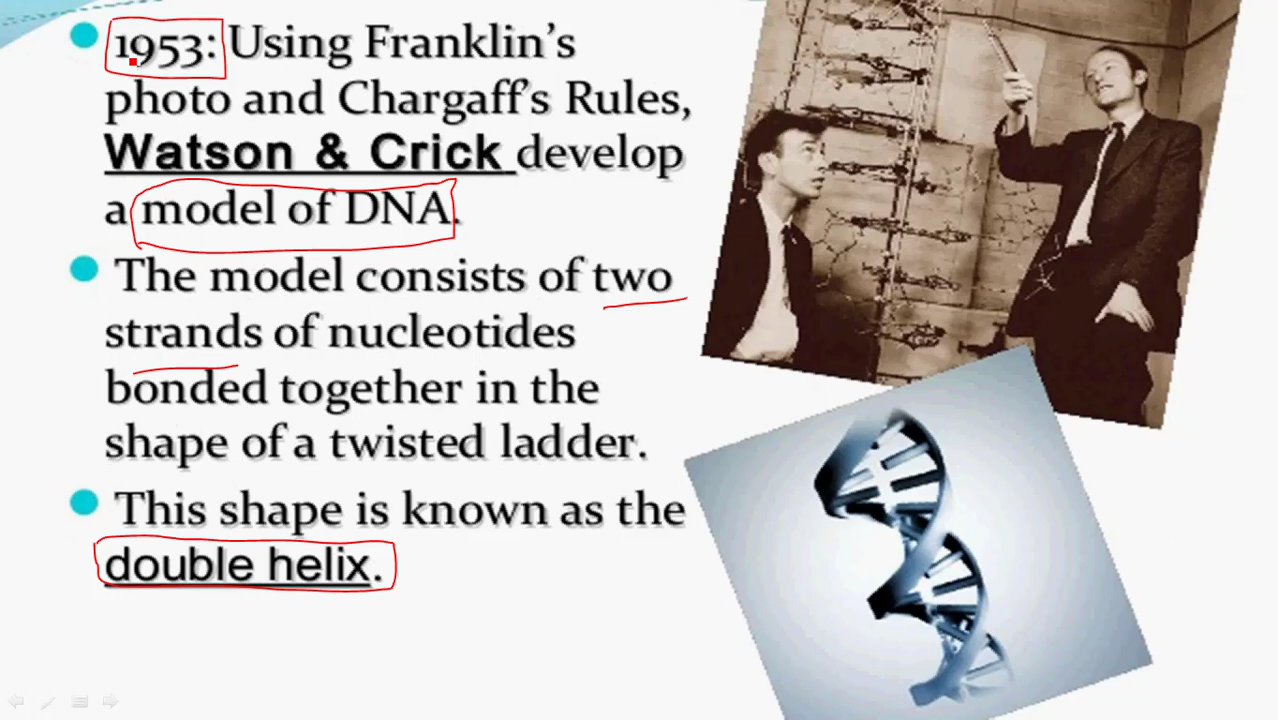 1953: Using Franklin's
photo and Chargaff's Rules,
Watson & Crick develop
a model of DNA.
The model consists of two
strands of nucleotides
bonded together in the
shape of a twisted ladder.
This shape is known as the
double helix.